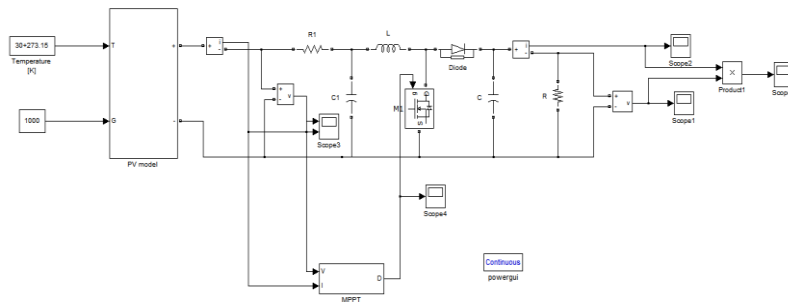 30+273.15
Temperature
[K]
1000
T
G
+
-
PV model
+
i
-
R1
+
-
v
C1
L
Scope3
M1
g
D
S
Diode
C
+
i
-
R
+
-
v
Scope2
Scope1
×
Product1
Scope
Scope4
V
I
D
MPPT
Continuous
powergui